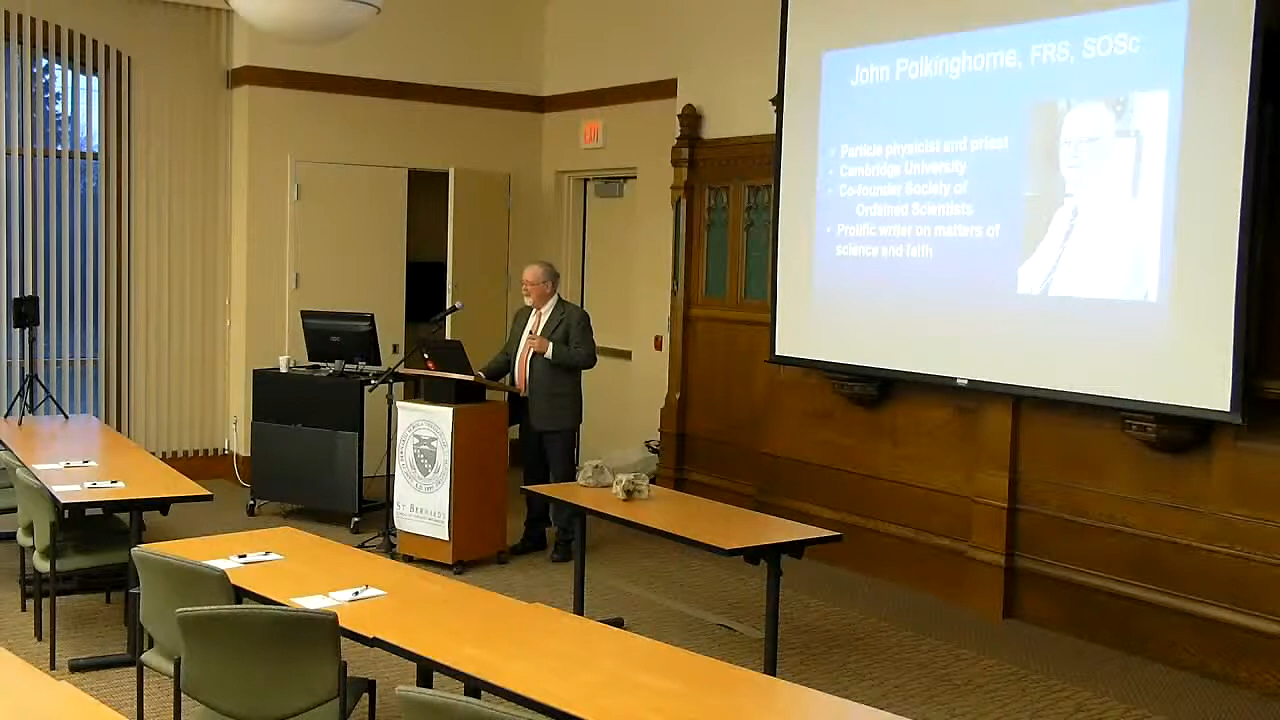 John Polkinghorne, FRS, SOSc
• Particle physicist and priest
• Cambridge University
• Co-founder Society of
Ordained Scientists
• Prolific writer on matters of
science and faith
EXIT
St Bernard's